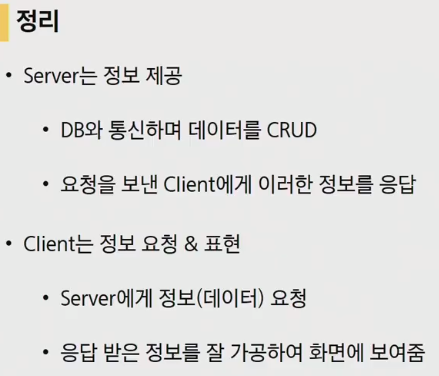 정리
• Server는 정보 제공
• DB와 통신하며 데이터를 CRUD
• 요청을 보낸 Client에게 이러한 정보를 응답
• Client는 정보 요청 & 표현
• Server에게 정보(데이터) 요청
• 응답 받은 정보를 잘 가공하여 화면에 보여줌